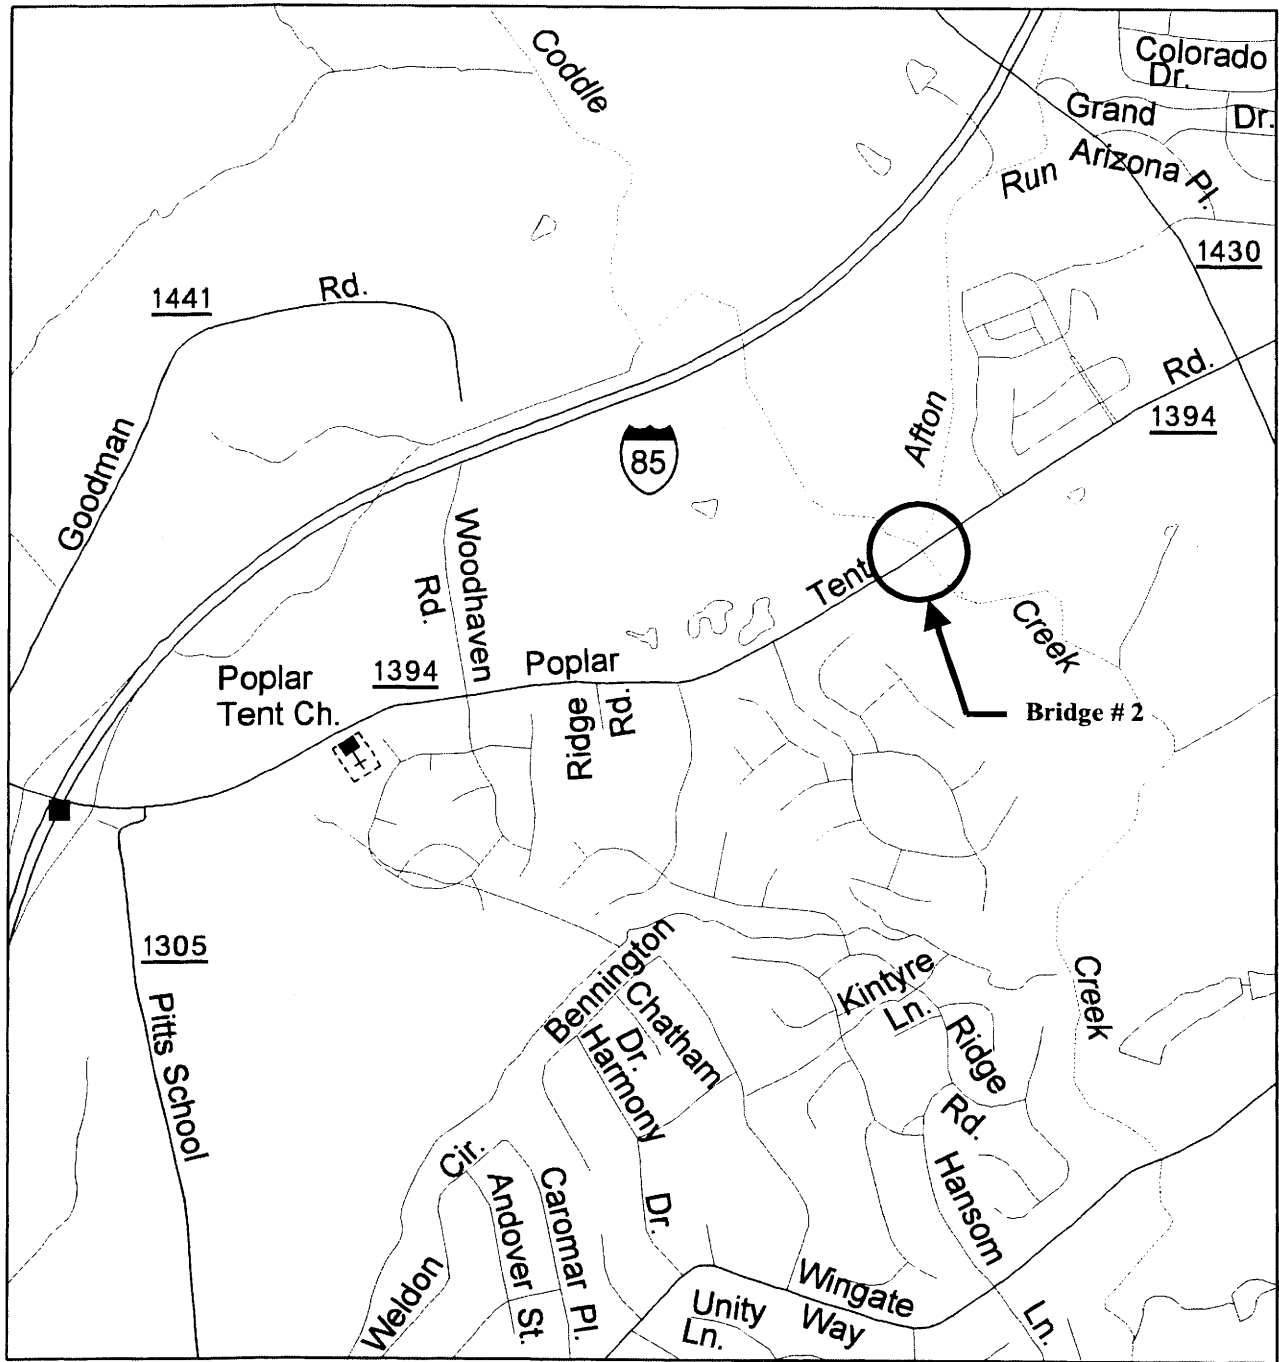 Coddle
Colorado
Dr.
Grand
Dr.
Arizona Pl.
Run
1430
1441
Rd.
Goodman
85
Afton
Rd.
1394
Woodhaven
Rd.
Tent
Creek
Poplar
Tent Ch.
1394
Poplar
Ridge
Rd.
Bridge # 2
1305
Pitts School
Bennington
Chatham
Dr.
Harmony
Dr.
Kintyre
Ln.
Ridge
Rd.
Creek
Cir.
Weldon
Andover St.
Caromar Pl.
Hansom
Ln.
Wingate
Way
Unity
Ln.